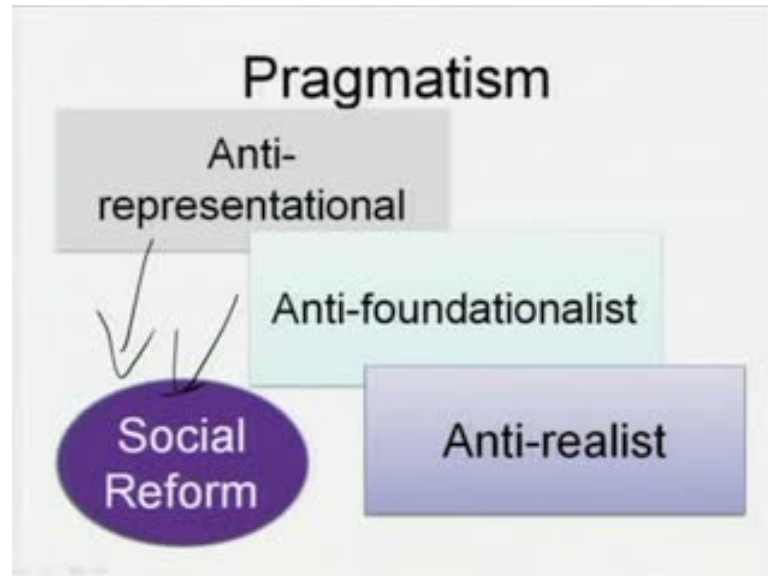 Pragmatism
Anti-
representational
Anti-foundationalist
Anti-realist
Social
Reform